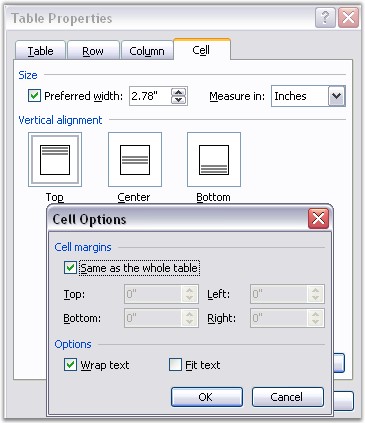 Table Properties
Table Row Column Cell
Size
Preferred width: 2.78" Measure in: Inches
Vertical alignment
Top Center Bottom
Cell Options
Cell margins
Same as the whole table
Top: 0" Left: 0"
Bottom: 0" Right: 0"
Options
Wrap text Fit text
OK Cancel